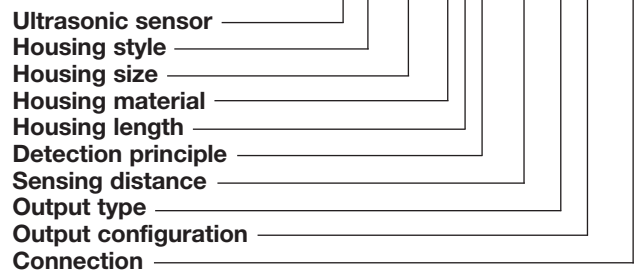 Ultrasonic sensor
Housing style
Housing size
Housing material
Housing length
Detection principle
Sensing distance
Output type
Output configuration
Connection